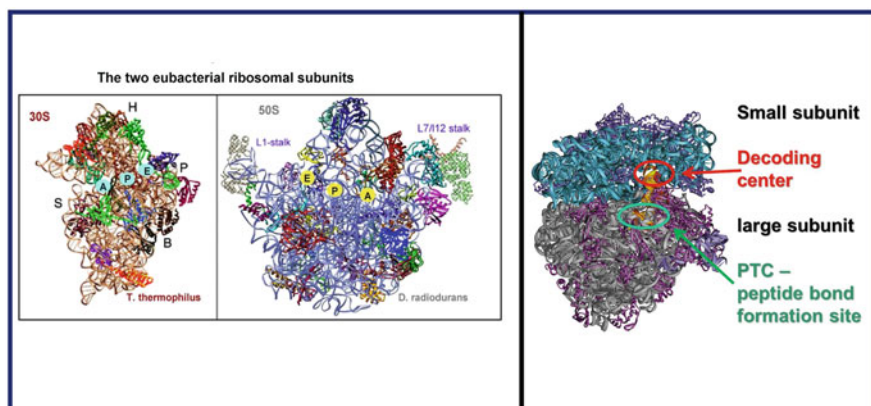 The two eubacterial ribosomal subunits
30S
H
E
P
P
A
S
B
T. thermophilus
50S
L7/l12 stalk
L1-stalk
E
P
A
D. radiodurans
Small subunit
Decoding
center
large subunit
PTC –
peptide bond
formation site